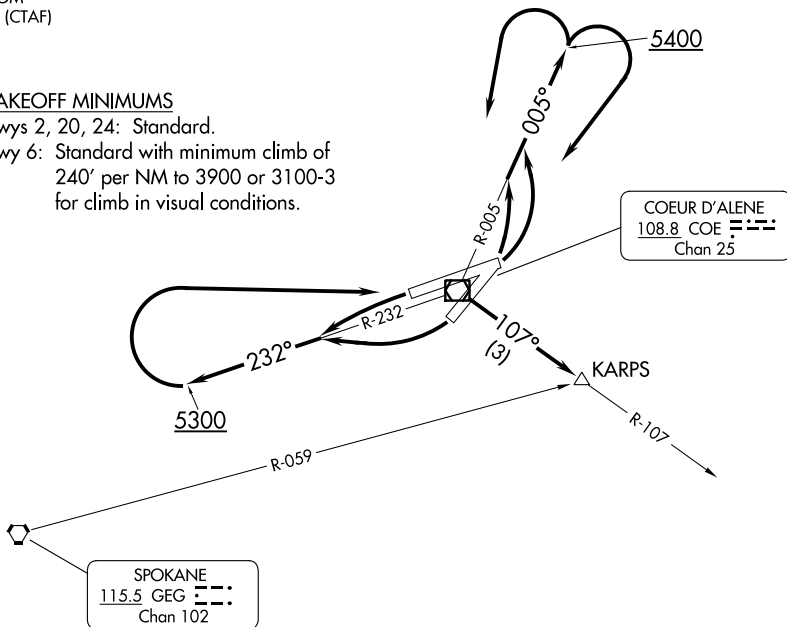 (CTAF)
AKEOFF MINIMUMS
wys 2, 20, 24: Standard.
wy 6: Standard with minimum climb of
240' per NM to 3900 or 3100-3
for climb in visual conditions.
5400
005°
R-005
COEUR D'ALENE
108.8 COE
Chan 25
R-232
232°
5300
107°
(3)
KARPS
R-107
R-059
SPOKANE
115.5 GEG
Chan 102